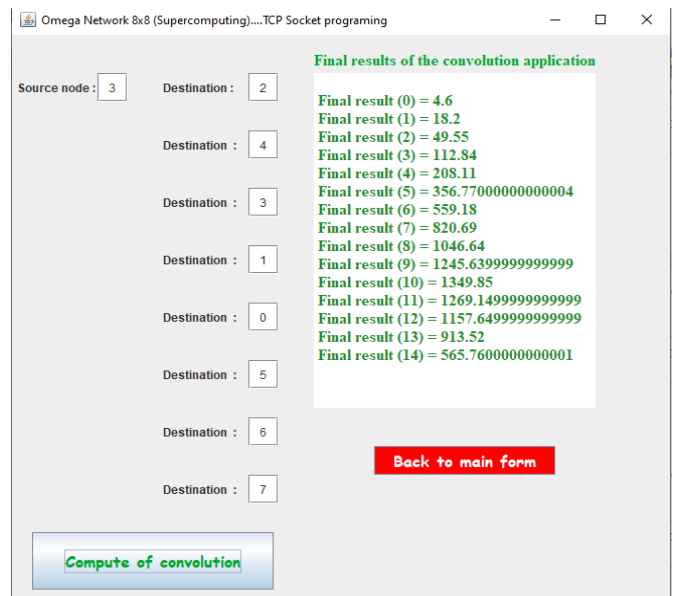 Omega Network 8x8 (Supercomputing)....TCP Socket programing
Final results of the convolution application
Source node : 3 Destination : 2
Destination : 4
Destination : 3
Destination : 1
Destination : 0
Destination : 5
Destination : 6
Destination : 7
Final result (0) = 4.6
Final result (1) = 18.2
Final result (2) = 49.55
Final result (3) = 112.84
Final result (4) = 208.11
Final result (5) = 356.77000000000004
Final result (6) = 559.18
Final result (7) = 820.69
Final result (8) = 1046.64
Final result (9) = 1245.6399999999999
Final result (10) = 1349.85
Final result (11) = 1269.1499999999999
Final result (12) = 1157.6499999999999
Final result (13) = 913.52
Final result (14) = 565.7600000000001
Back to main form
Compute of convolution